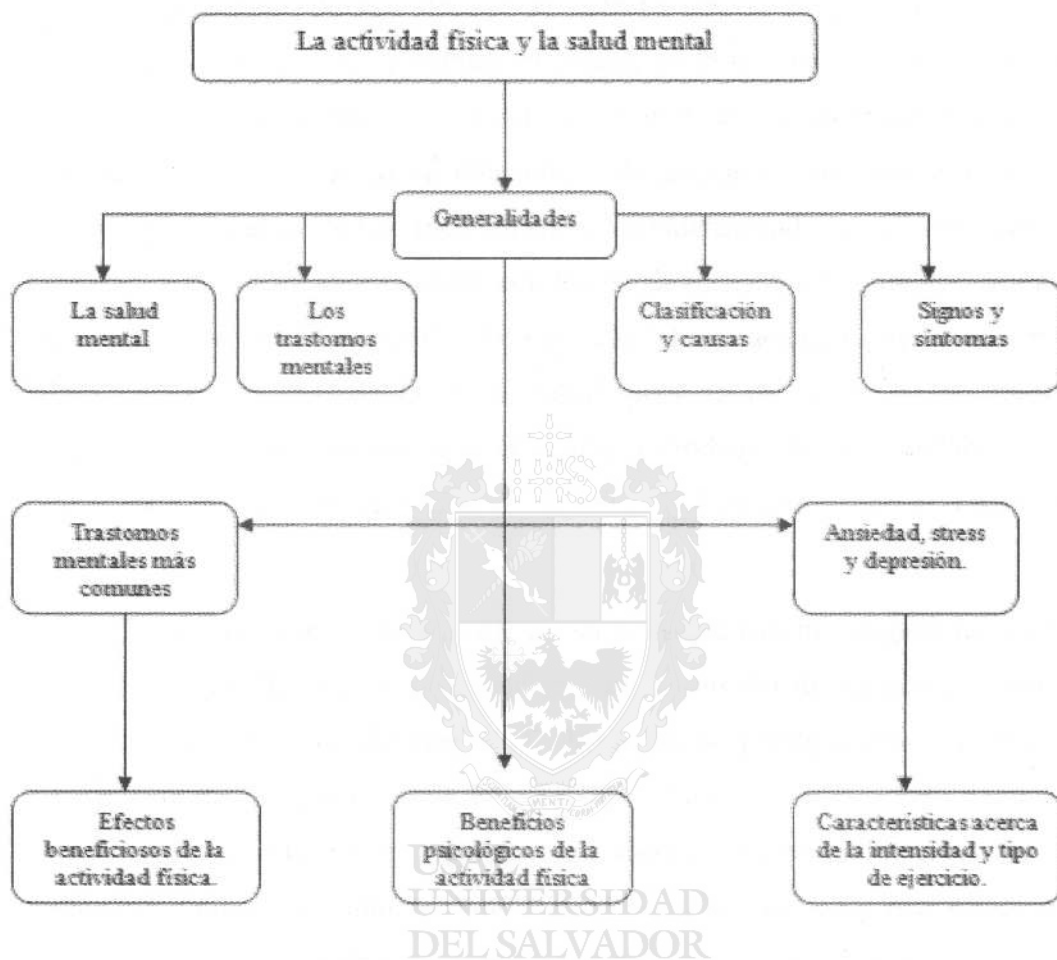 La actividad física y la salud mental
Generalidades
La salud
mental
Los
trastornos
mentales
Clasificación
y causas
Signos y
síntomas
Trastornos
mentales más
comunes
Ansiedad, stress
y depresión.
Efectos
beneficiosos de la
actividad física.
Beneficios
psicológicos de la
actividad física
Características acerca
de la intensidad y tipo
de ejercicio.
USAL
UNIVERSIDAD
DEL SALVADOR